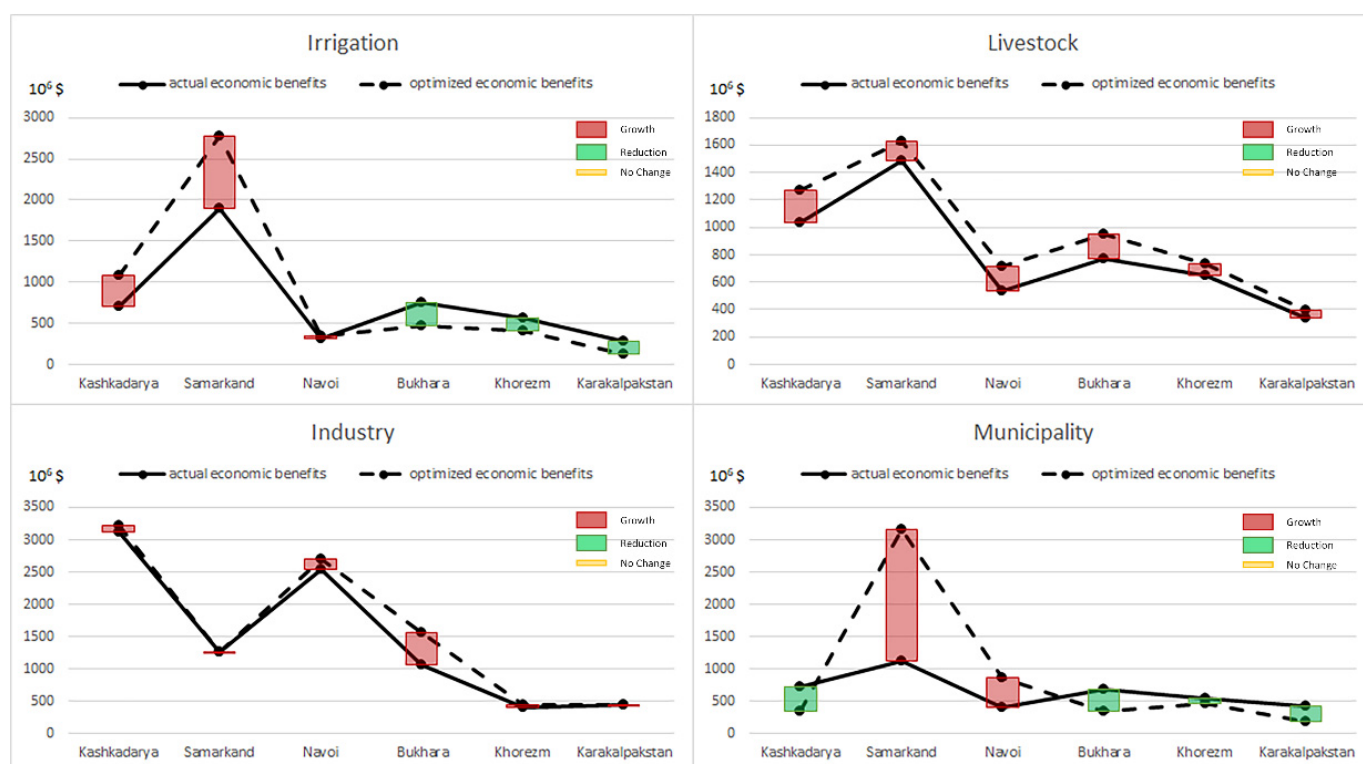 Irrigation
actual economic benefits optimized economic benefits
10⁶ $
3000
2500
2000
1500
1000
500
0
Growth
Reduction
No Change
Kashkadarya Samarkand Navoi Bukhara Khorezm Karakalpakstan
Livestock
actual economic benefits optimized economic benefits
10⁶ $
1800
1600
1400
1200
1000
800
600
400
200
0
Growth
Reduction
No Change
Kashkadarya Samarkand Navoi Bukhara Khorezm Karakalpakstan
Industry
actual economic benefits optimized economic benefits
10⁶ $
3500
3000
2500
2000
1500
1000
500
0
Growth
Reduction
No Change
Kashkadarya Samarkand Navoi Bukhara Khorezm Karakalpakstan
Municipality
actual economic benefits optimized economic benefits
10⁶ $
3500
3000
2500
2000
1500
1000
500
0
Growth
Reduction
No Change
Kashkadarya Samarkand Navoi Bukhara Khorezm Karakalpakstan